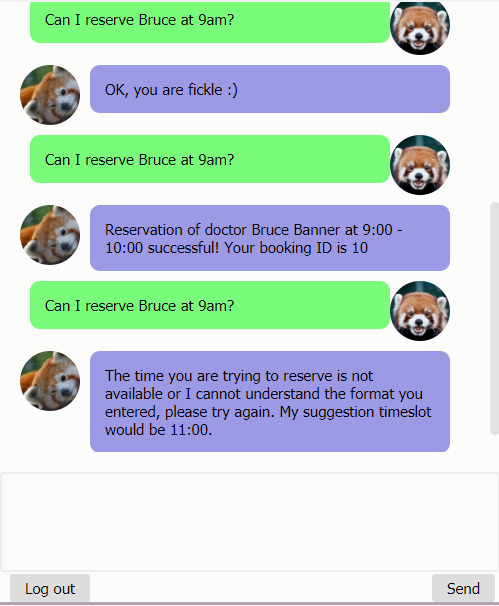 Can I reserve Bruce at 9am?
OK, you are fickle :)
Can I reserve Bruce at 9am?
Reservation of doctor Bruce Banner at 9:00 -
10:00 successful! Your booking ID is 10
Can I reserve Bruce at 9am?
The time you are trying to reserve is not
available or I cannot understand the format you
entered, please try again. My suggestion timeslot
would be 11:00.
Log out
Send